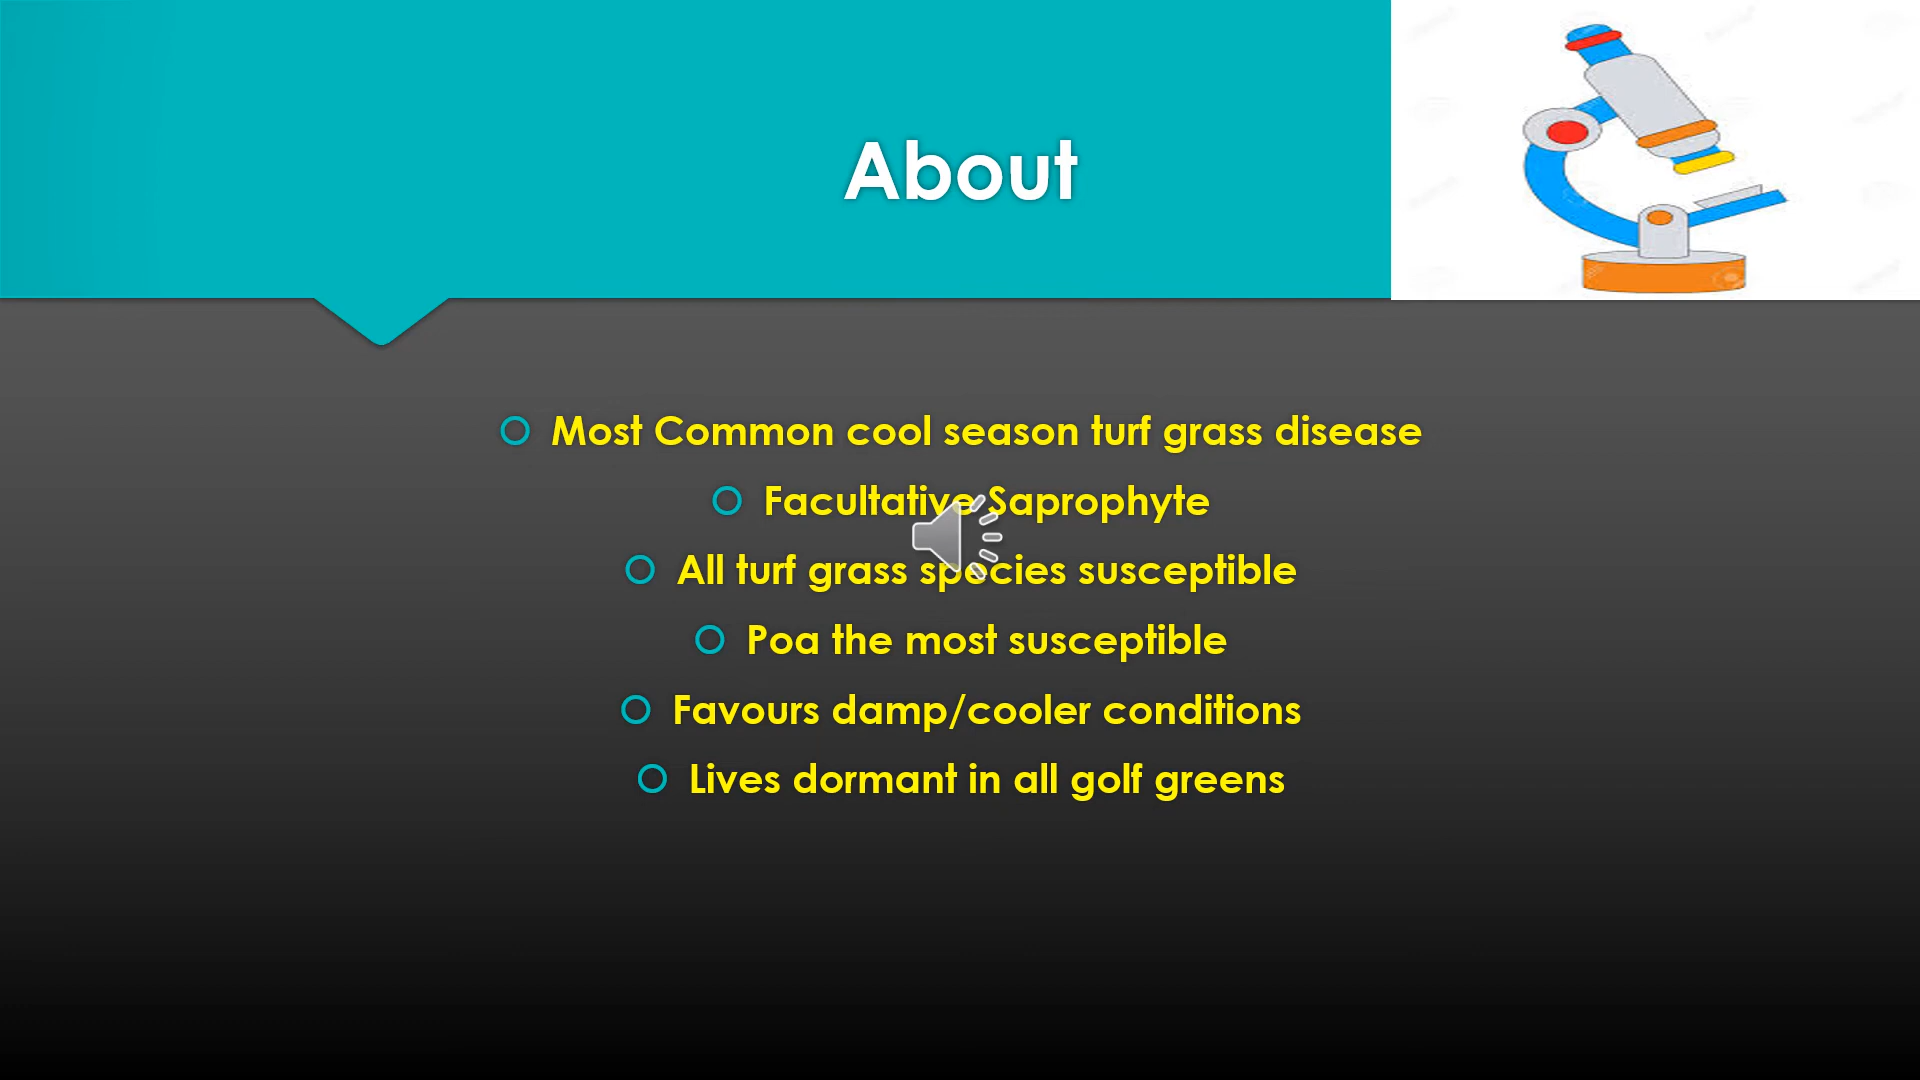 About
Most Common cool season turf grass disease
Facultative Saprophyte
All turf grass species susceptible
Poa the most susceptible
Favours damp/cooler conditions
Lives dormant in all golf greens